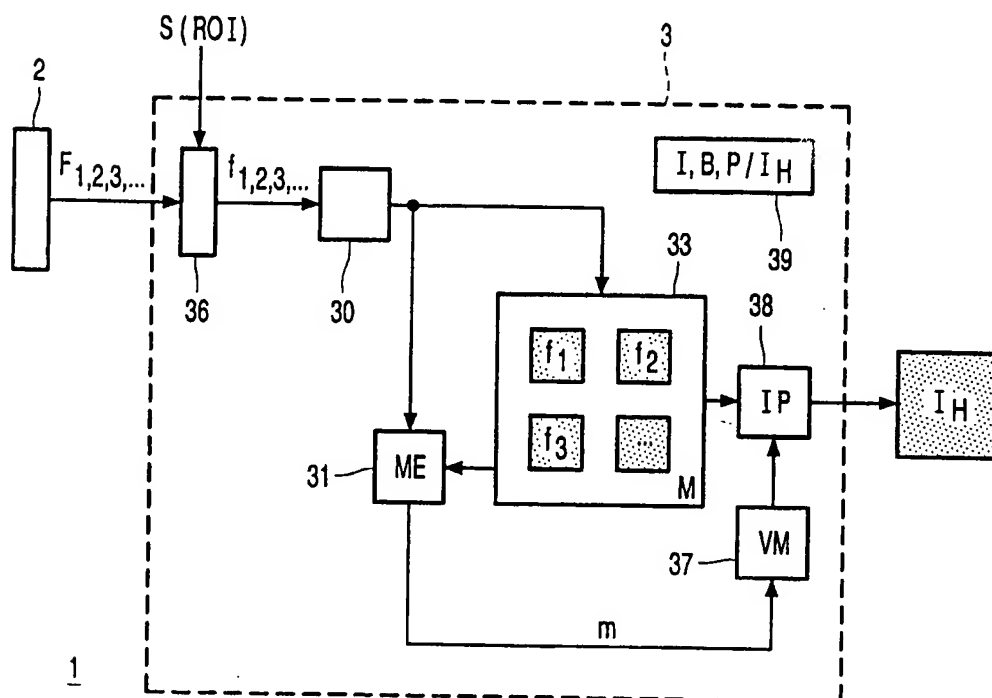 S(ROI)
3
2
F1,2,3,...
f1,2,3,...
I, B, P/IH
39
33
36
30
38
f1
f2
IP
IH
f3
...
31
ME
M
37
VM
m
1